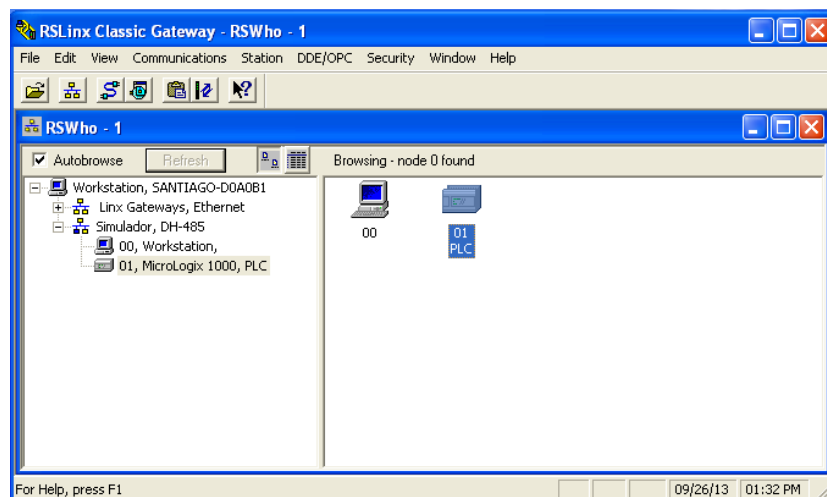 RSLinx Classic Gateway - RSWho - 1
File Edit View Communications Station DDE/OPC Security Window Help
RSWho - 1
Autobrowse Refresh Browsing - node 0 found
Workstation, SANTIAGO-D0A0B1
Linx Gateways, Ethernet
Simulador, DH-485
00, Workstation,
01, MicroLogix 1000, PLC
00
01
PLC
For Help, press F1 09/26/13 01:32 PM